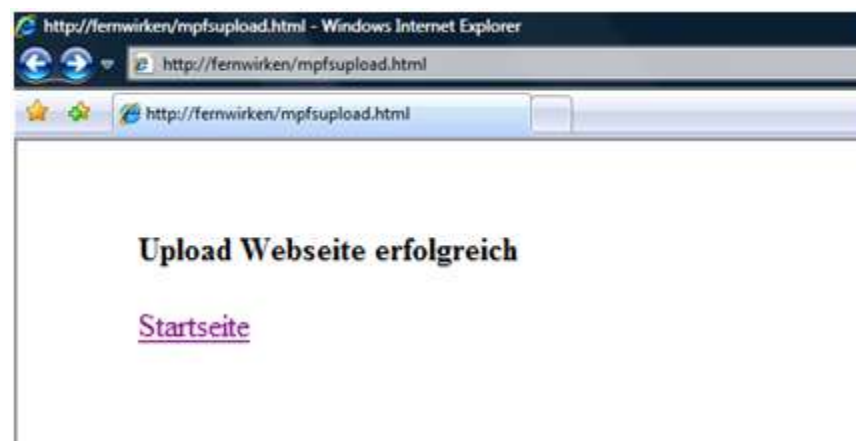 http://fernwirken/mpfsupload.html - Windows Internet Explorer
http://fernwirken/mpfsupload.html
http://fernwirken/mpfsupload.html
Upload Webseite erfolgreich
Startseite